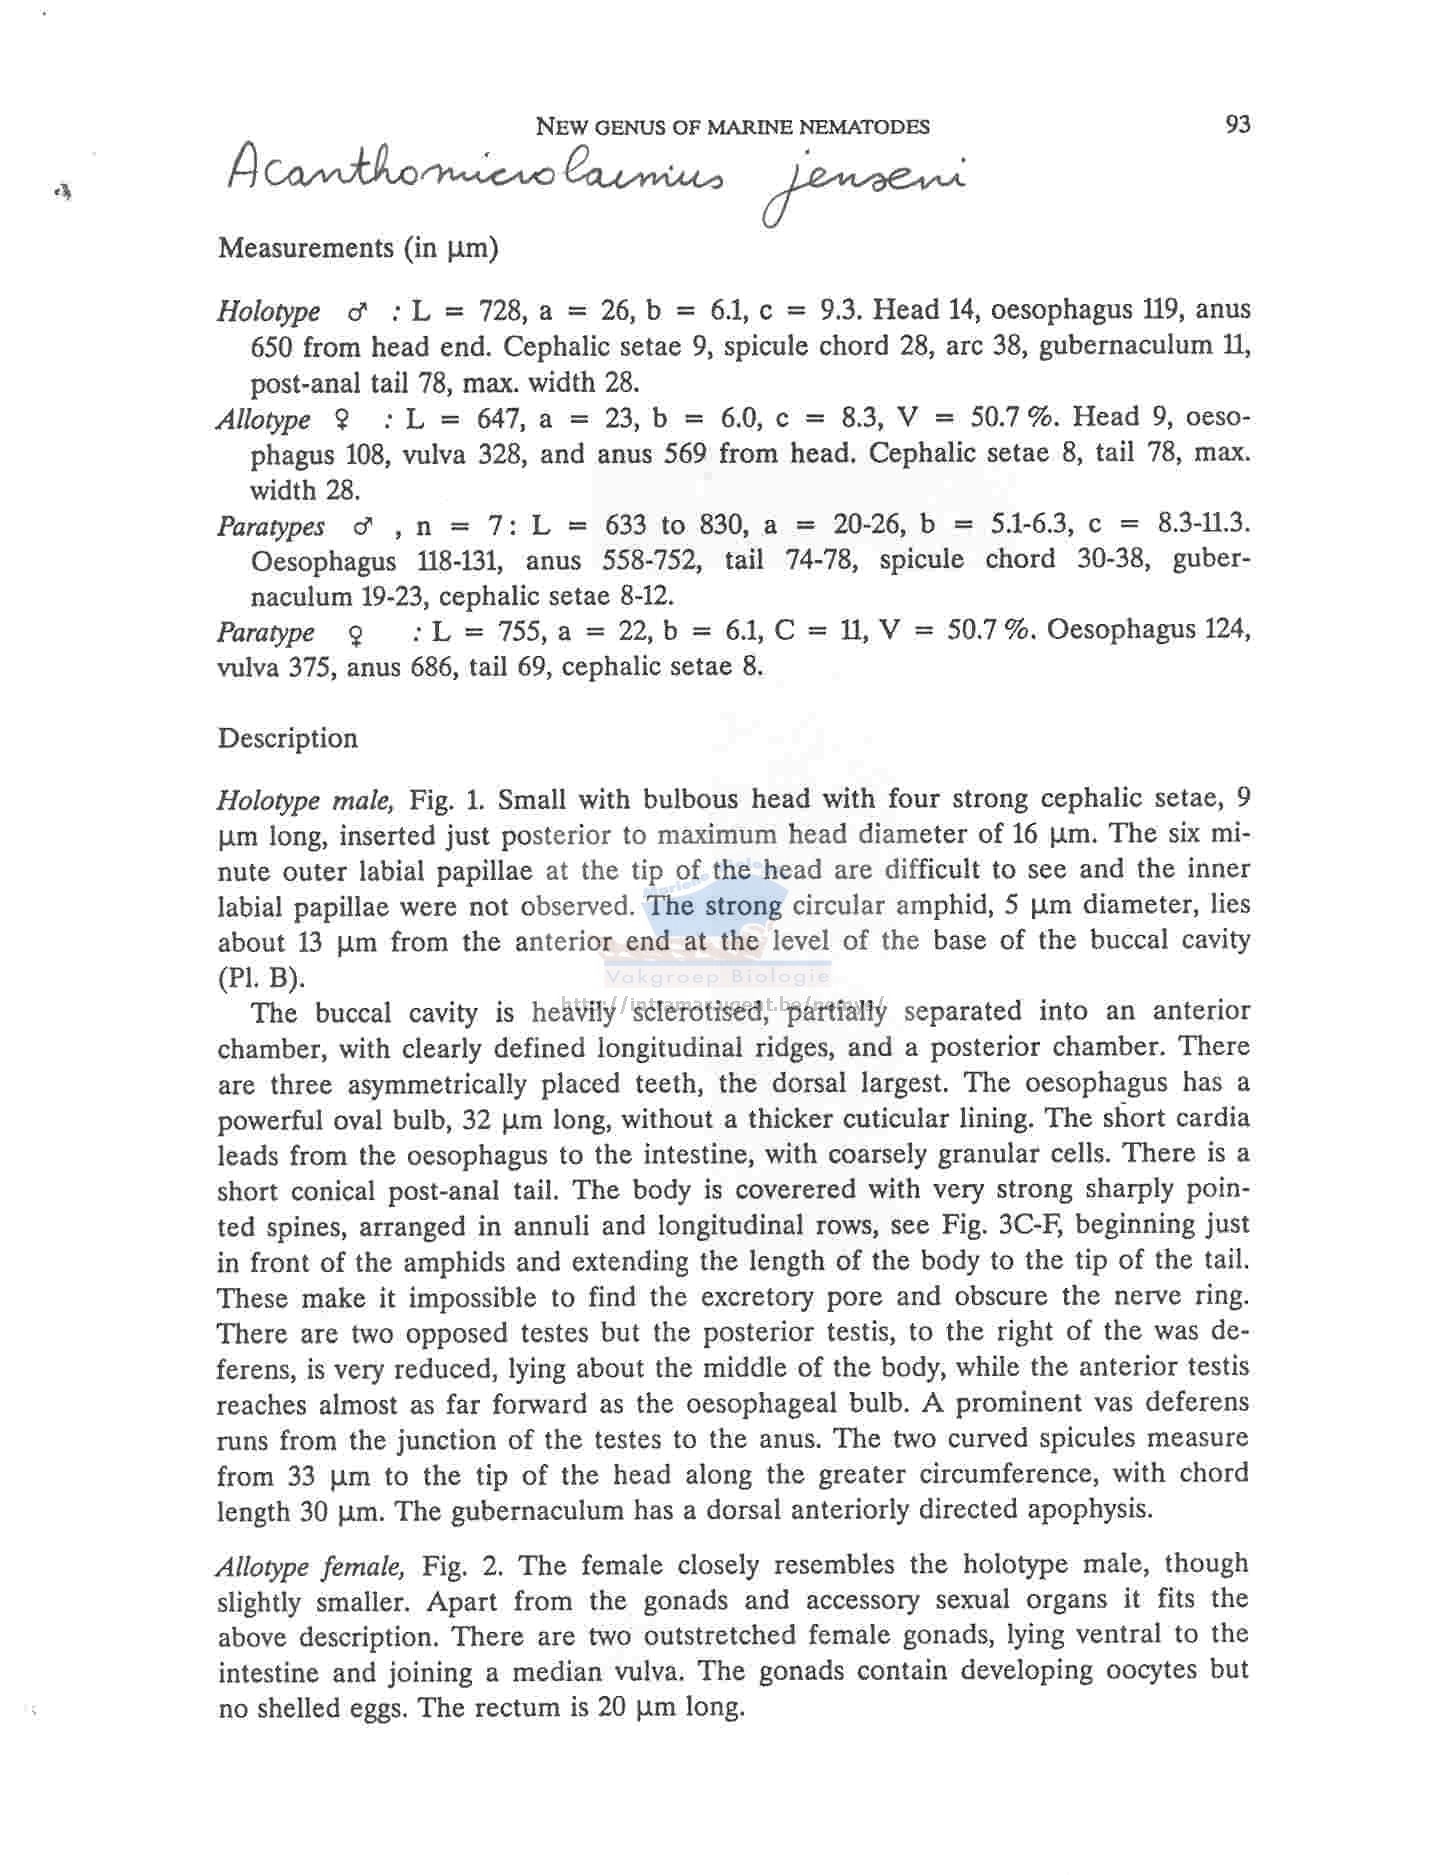 NEW GENUS OF MARINE NEMATODES 93
Acanthomicrolaimus jenseni
Measurements (in µm)
Holotype ♂ : L = 728, a = 26, b = 6.1, c = 9.3. Head 14, oesophagus 119, anus
650 from head end. Cephalic setae 9, spicule chord 28, arc 38, gubernaculum 11,
post-anal tail 78, max. width 28.
Allotype ♀ : L = 647, a = 23, b = 6.0, c = 8.3, V = 50.7 %. Head 9, oeso-
phagus 108, vulva 328, and anus 569 from head. Cephalic setae 8, tail 78, max.
width 28.
Paratypes ♂ , n = 7: L = 633 to 830, a = 20-26, b = 5.1-6.3, c = 8.3-11.3.
Oesophagus 118-131, anus 558-752, tail 74-78, spicule chord 30-38, guber-
naculum 19-23, cephalic setae 8-12.
Paratype ♀ : L = 755, a = 22, b = 6.1, C = 11, V = 50.7 %. Oesophagus 124,
vulva 375, anus 686, tail 69, cephalic setae 8.
Description
Holotype male, Fig. 1. Small with bulbous head with four strong cephalic setae, 9
µm long, inserted just posterior to maximum head diameter of 16 µm. The six mi-
nute outer labial papillae at the tip of the head are difficult to see and the inner
labial papillae were not observed. The strong circular amphid, 5 µm diameter, lies
about 13 µm from the anterior end at the level of the base of the buccal cavity
(Pl. B).
Vakgroep Biologie
http://intramar.ugent.be/nemys/
The buccal cavity is heavily sclerotised, partially separated into an anterior
chamber, with clearly defined longitudinal ridges, and a posterior chamber. There
are three asymmetrically placed teeth, the dorsal largest. The oesophagus has a
powerful oval bulb, 32 µm long, without a thicker cuticular lining. The short cardia
leads from the oesophagus to the intestine, with coarsely granular cells. There is a
short conical post-anal tail. The body is coverered with very strong sharply poin-
ted spines, arranged in annuli and longitudinal rows, see Fig. 3C-F, beginning just
in front of the amphids and extending the length of the body to the tip of the tail.
These make it impossible to find the excretory pore and obscure the nerve ring.
There are two opposed testes but the posterior testis, to the right of the was de-
ferens, is very reduced, lying about the middle of the body, while the anterior testis
reaches almost as far forward as the oesophageal bulb. A prominent vas deferens
runs from the junction of the testes to the anus. The two curved spicules measure
from 33 µm to the tip of the head along the greater circumference, with chord
length 30 µm. The gubernaculum has a dorsal anteriorly directed apophysis.
Allotype female, Fig. 2. The female closely resembles the holotype male, though
slightly smaller. Apart from the gonads and accessory sexual organs it fits the
above description. There are two outstretched female gonads, lying ventral to the
intestine and joining a median vulva. The gonads contain developing oocytes but
no shelled eggs. The rectum is 20 µm long.